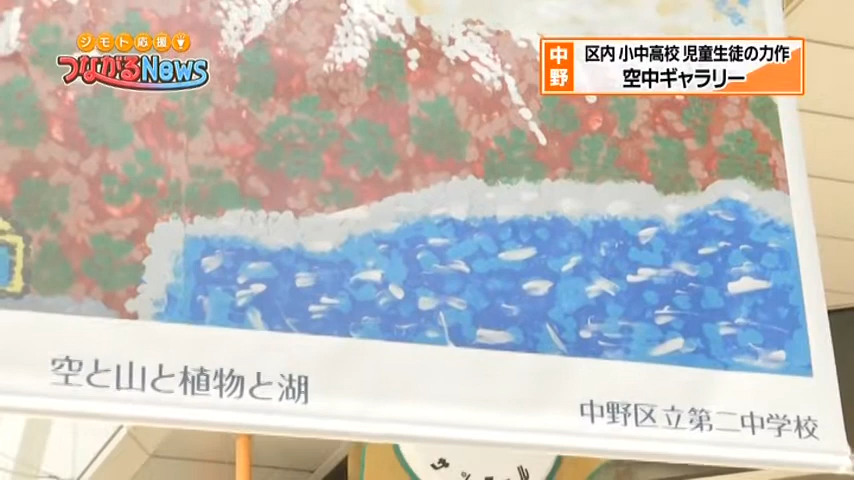 ジモト応援
つながるNews
中野
区内 小中高校 児童生徒の力作
空中ギャラリー
空と山と植物と湖
中野区立第二中学校